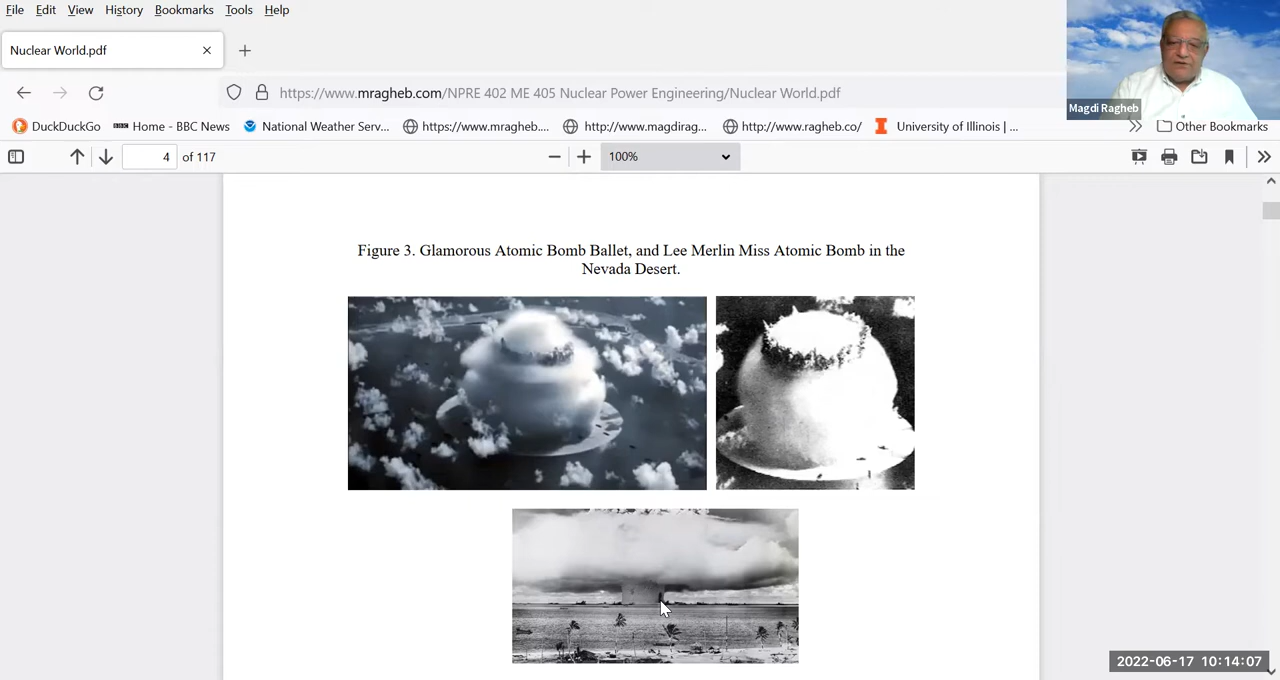 File Edit View History Bookmarks Tools Help
Nuclear World.pdf
https://www.mragheb.com/NPRE 402 ME 405 Nuclear Power Engineering/Nuclear World.pdf
Magdi Ragheb
DuckDuckGo BBC Home - BBC News National Weather Serv... https://www.mragheb.... http://www.magdirag... http://www.ragheb.co/ University of Illinois | ... Other Bookmarks
4 of 117 100%
Figure 3. Glamorous Atomic Bomb Ballet, and Lee Merlin Miss Atomic Bomb in the
Nevada Desert.
2022-06-17 10:14:07